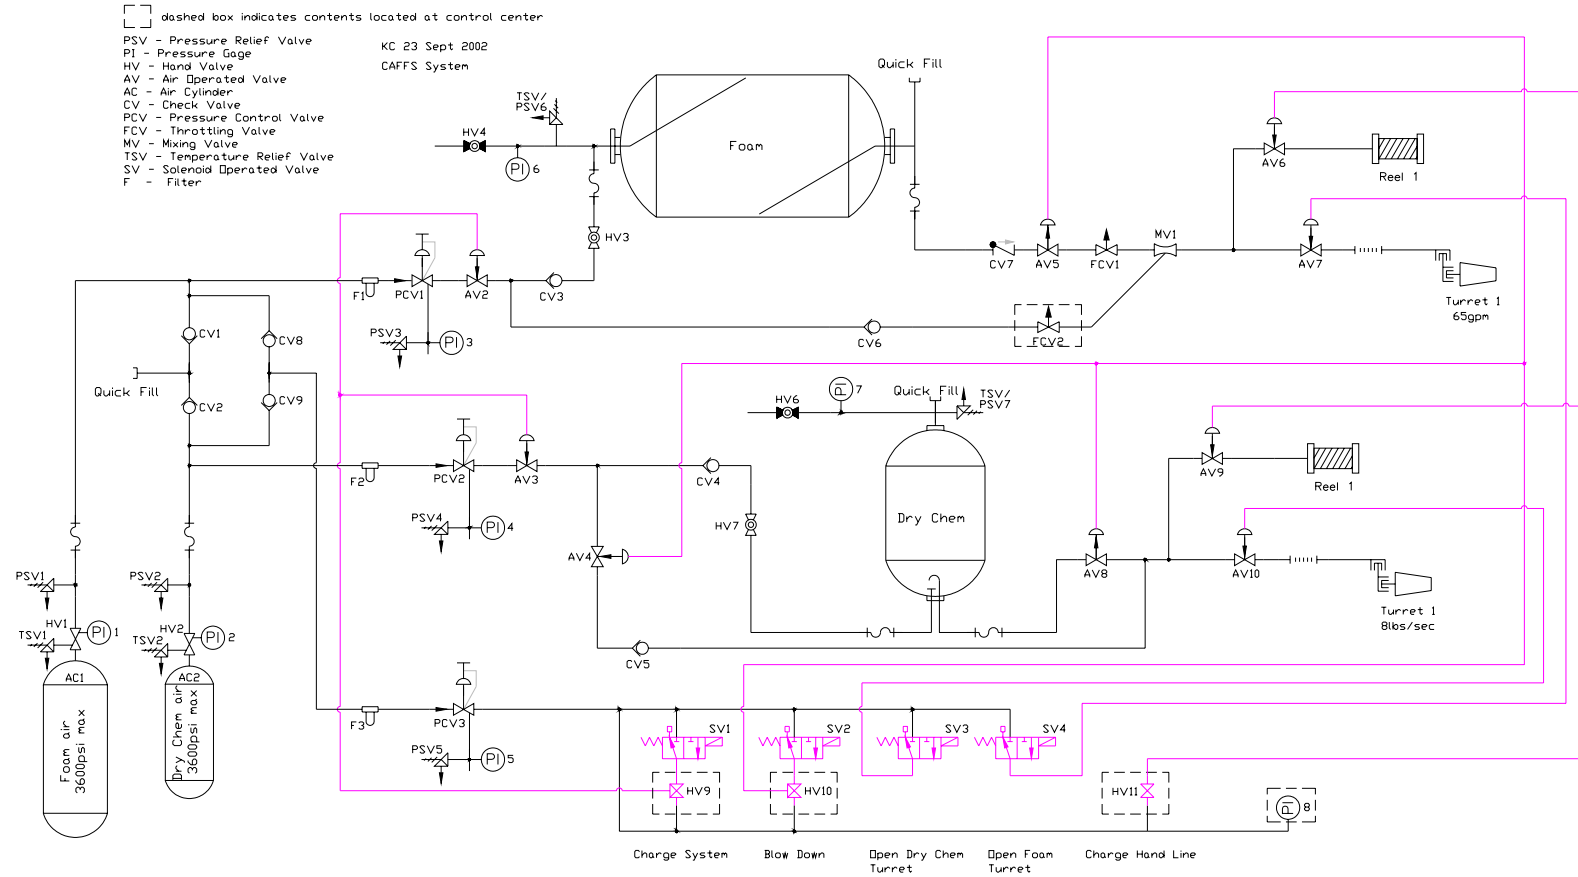 dashed box indicates contents located at control center
PSV - Pressure Relief Valve
PI - Pressure Gage
HV - Hand Valve
AV - Air Operated Valve
AC - Air Cylinder
CV - Check Valve
PCV - Pressure Control Valve
FCV - Throttling Valve
MV - Mixing Valve
TSV - Temperature Relief Valve
SV - Solenoid Operated Valve
F - Filter
KC 23 Sept 2002
CAFFS System
Quick Fill
TSV/
PSV6
HV4
PI 6
Foam
AV6
Reel 1
HV3
CV7
AV5
FCV1
MV1
AV7
Turret 1
65gpm
F1
PCV1
AV2
CV3
PSV3
PI 3
CV6
FCV2
CV1
CV8
Quick Fill
CV2
CV9
HV6
PI 7
Quick Fill
TSV/
PSV7
F2
PCV2
AV3
CV4
AV9
Reel 1
PSV4
PI 4
HV7
Dry Chem
AV4
AV8
AV10
Turret 1
8lbs/sec
PSV1
PSV2
HV1
PI 1
HV2
PI 2
TSV1
TSV2
CV5
AC1
AC2
Foam air
3600psi max
Dry Chem air
3600psi max
F3
PCV3
PSV5
PI 5
SV1
SV2
SV3
SV4
HV9
HV10
HV11
PI 8
Charge System
Blow Down
Open Dry Chem
Turret
Open Foam
Turret
Charge Hand Line